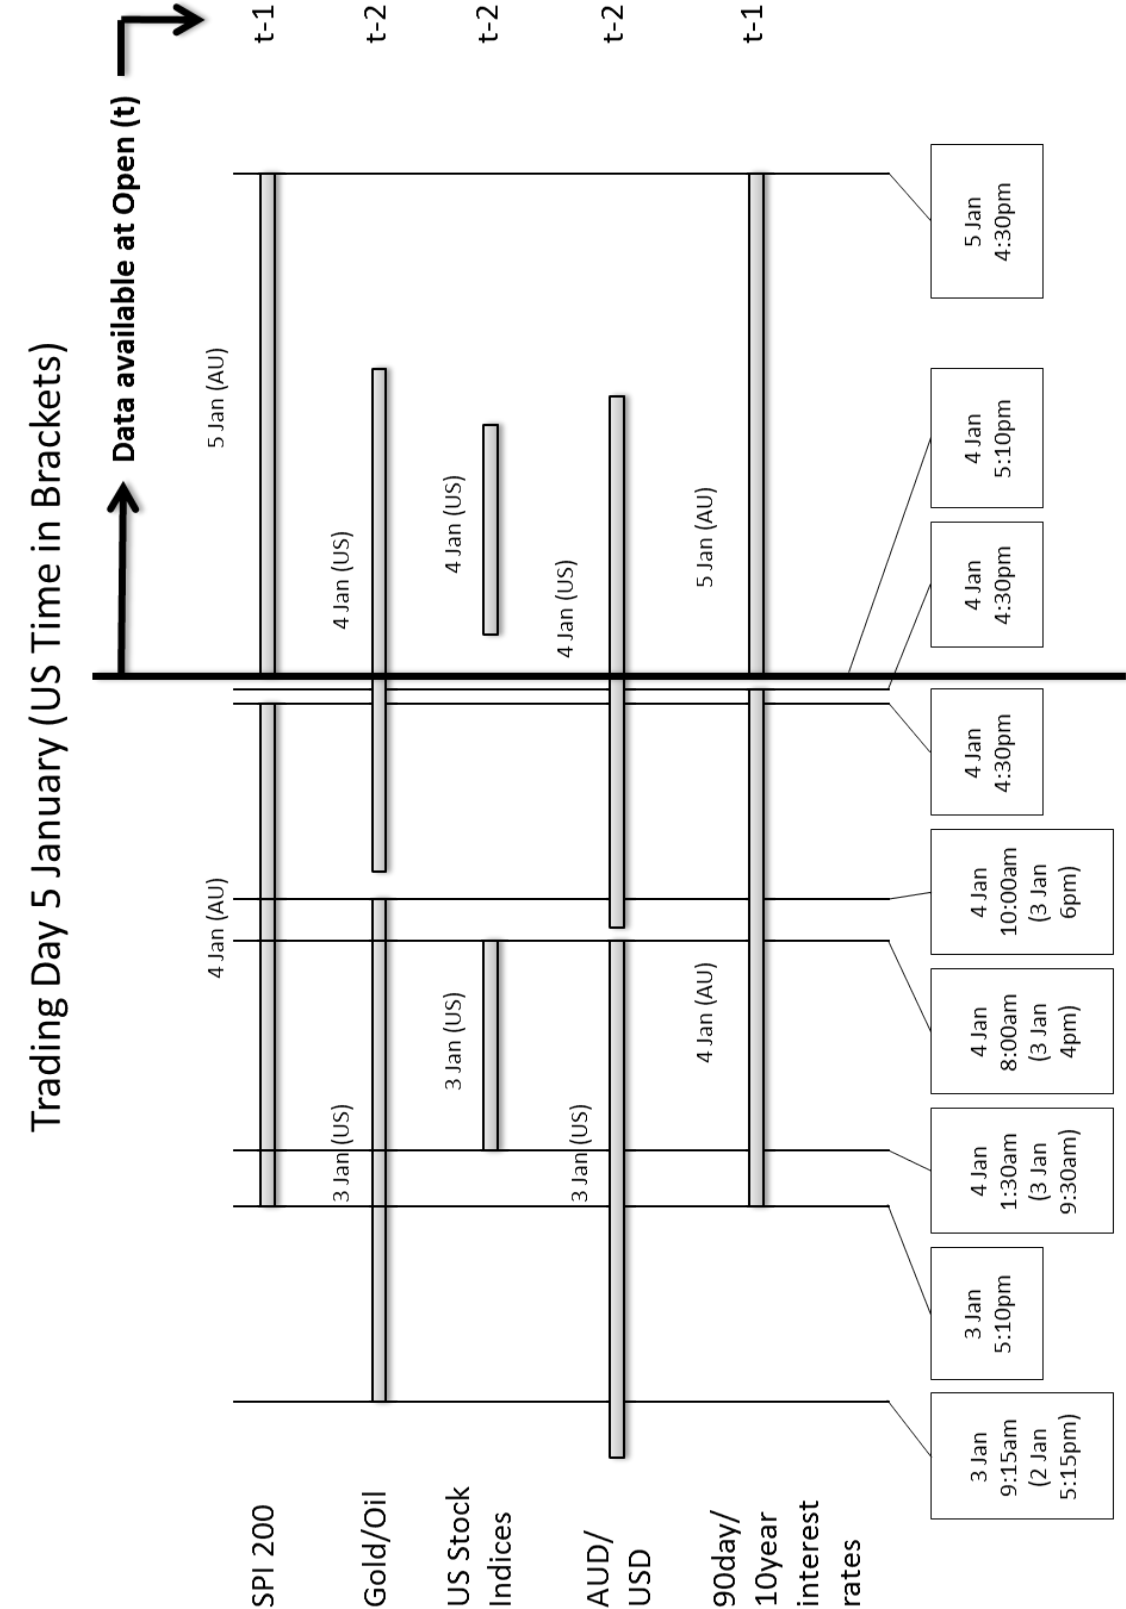 Trading Day 5 January (US Time in Brackets)
Data available at Open (t)
SPI 200
4 Jan (AU)
5 Jan (AU)
t-1
Gold/Oil
3 Jan (US)
4 Jan (US)
t-2
US Stock
Indices
3 Jan (US)
4 Jan (US)
t-2
AUD/
USD
3 Jan (US)
4 Jan (US)
t-2
90day/
10year
interest
rates
4 Jan (AU)
5 Jan (AU)
t-1
3 Jan
9:15am
(2 Jan
5:15pm)
3 Jan
5:10pm
4 Jan
1:30am
(3 Jan
9:30am)
4 Jan
8:00am
(3 Jan
4pm)
4 Jan
10:00am
(3 Jan
6pm)
4 Jan
4:30pm
4 Jan
4:30pm
4 Jan
5:10pm
5 Jan
4:30pm